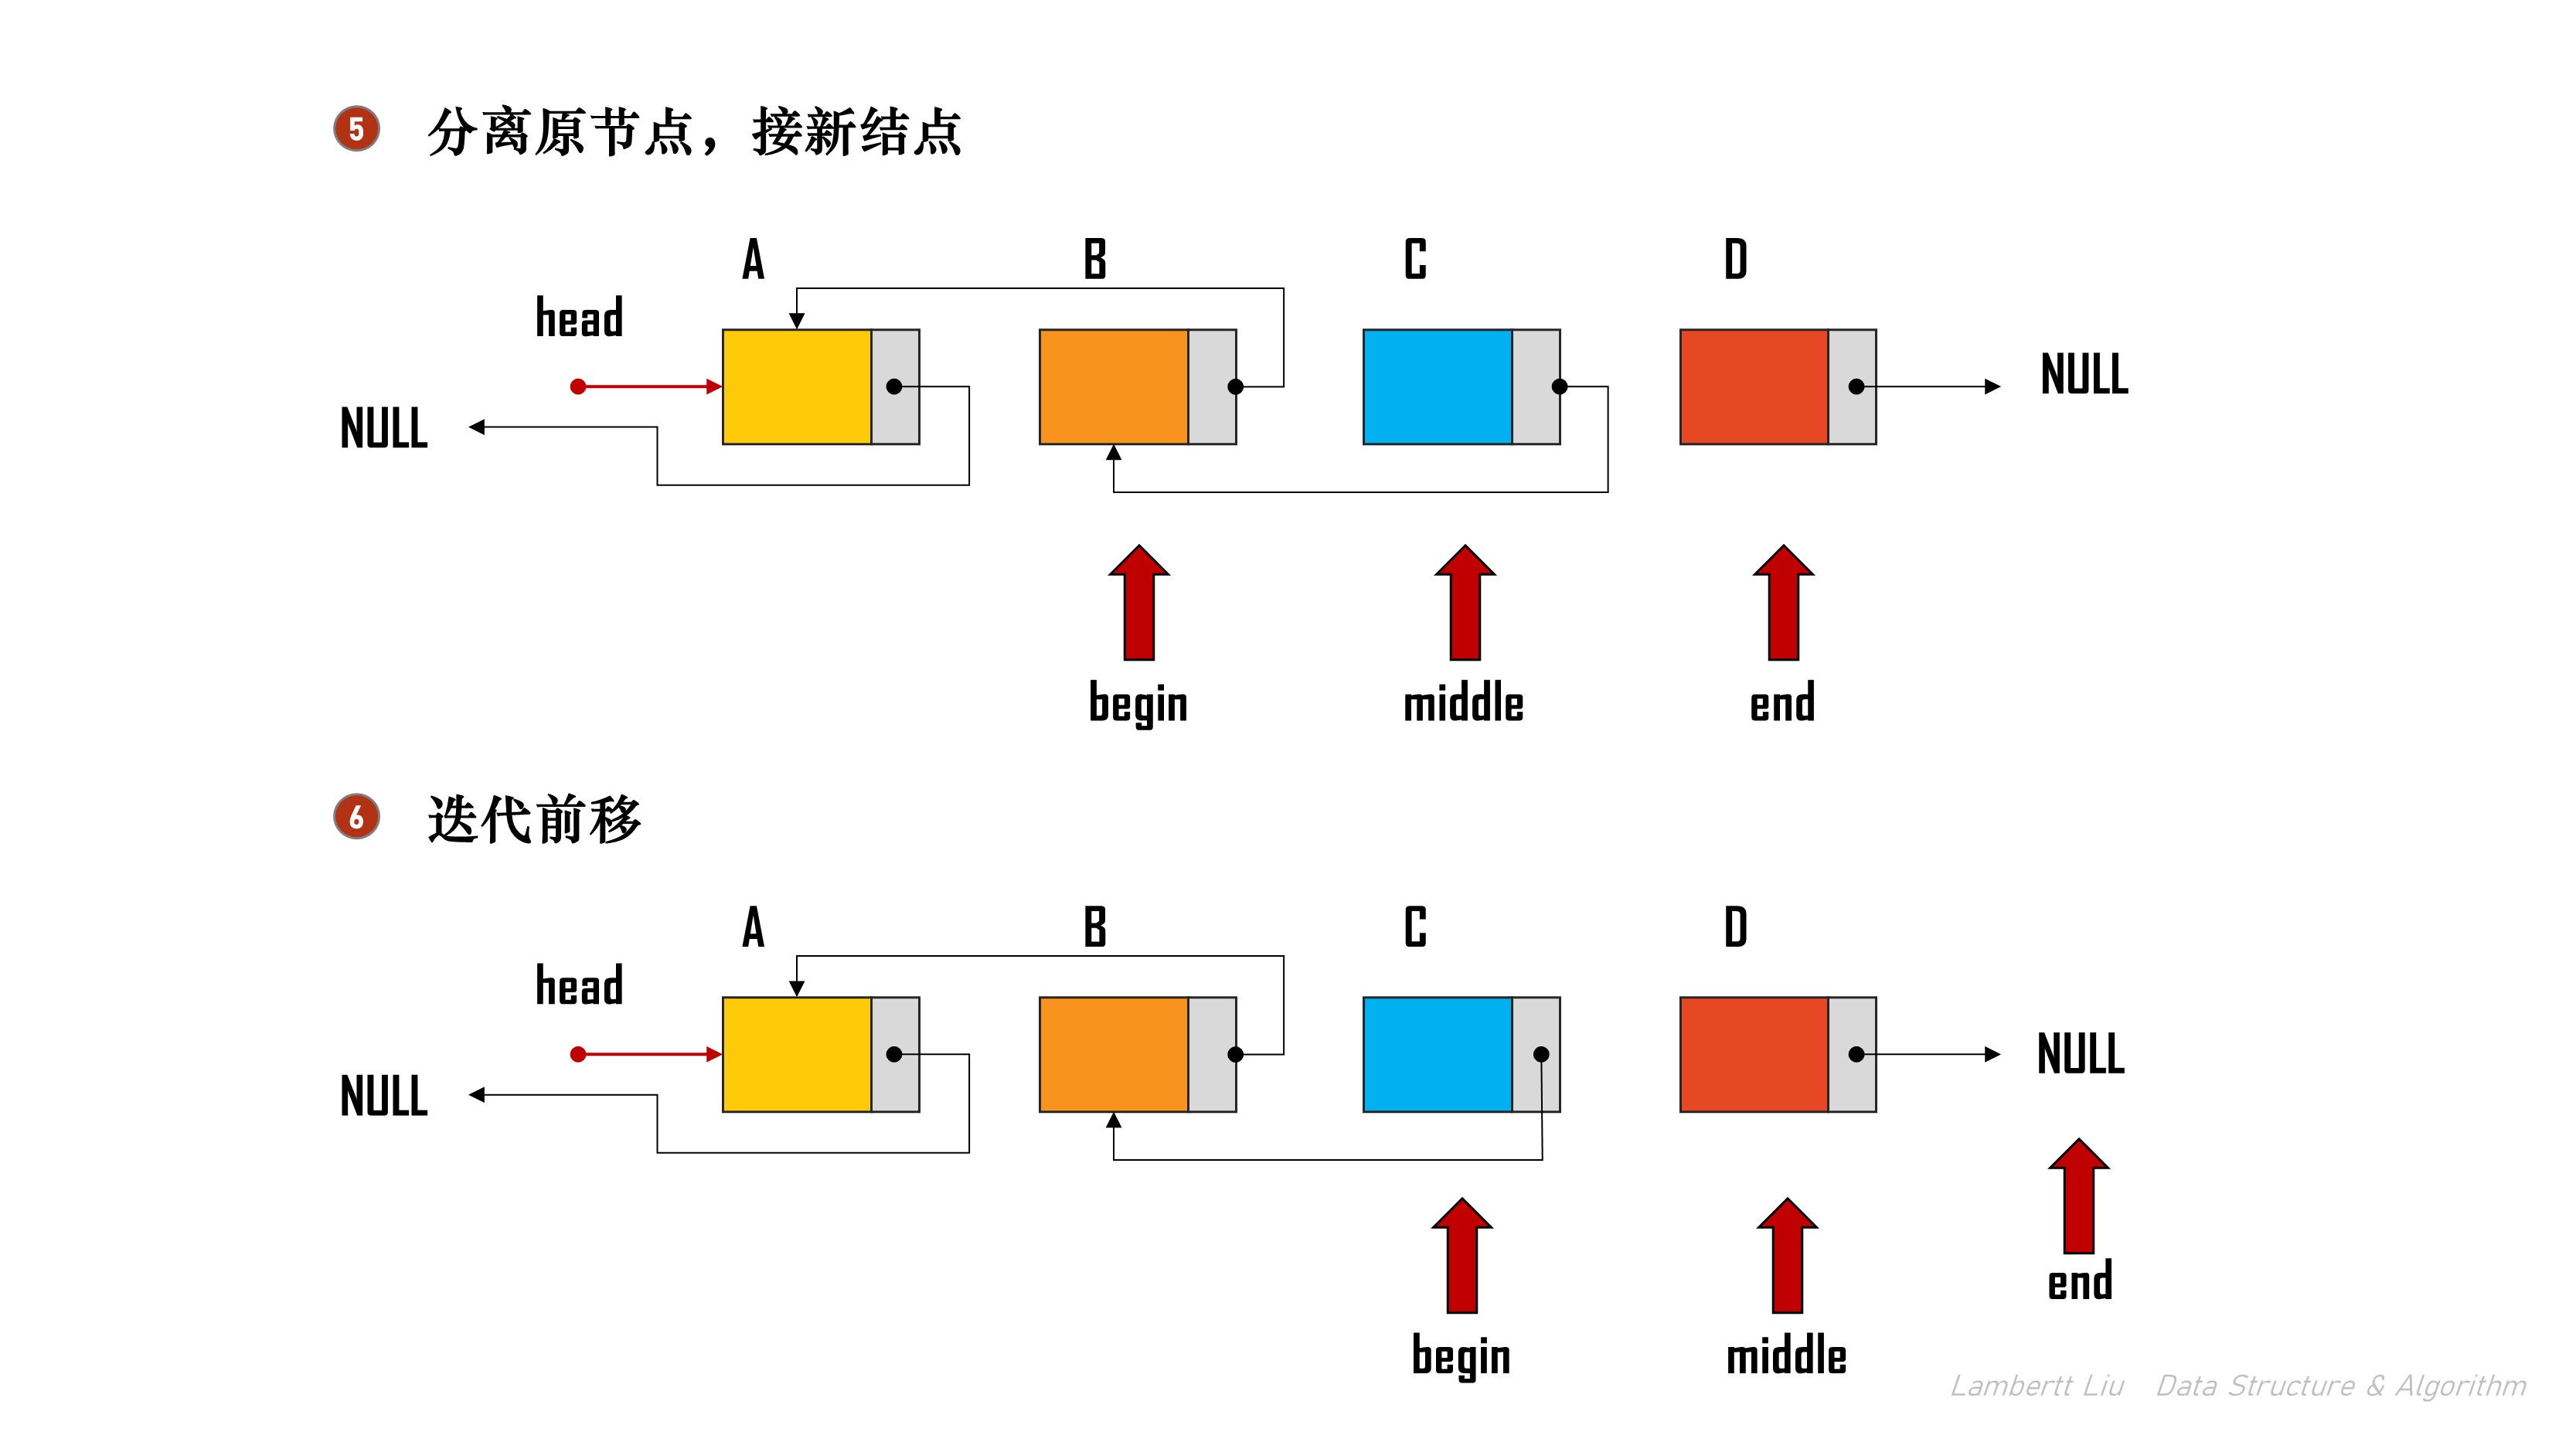 5 分离原节点，接新结点
A B C D
head
NULL
NULL
begin middle end
6 迭代前移
A B C D
head
NULL
NULL
end
begin middle
Lambertt Liu Data Structure & Algorithm